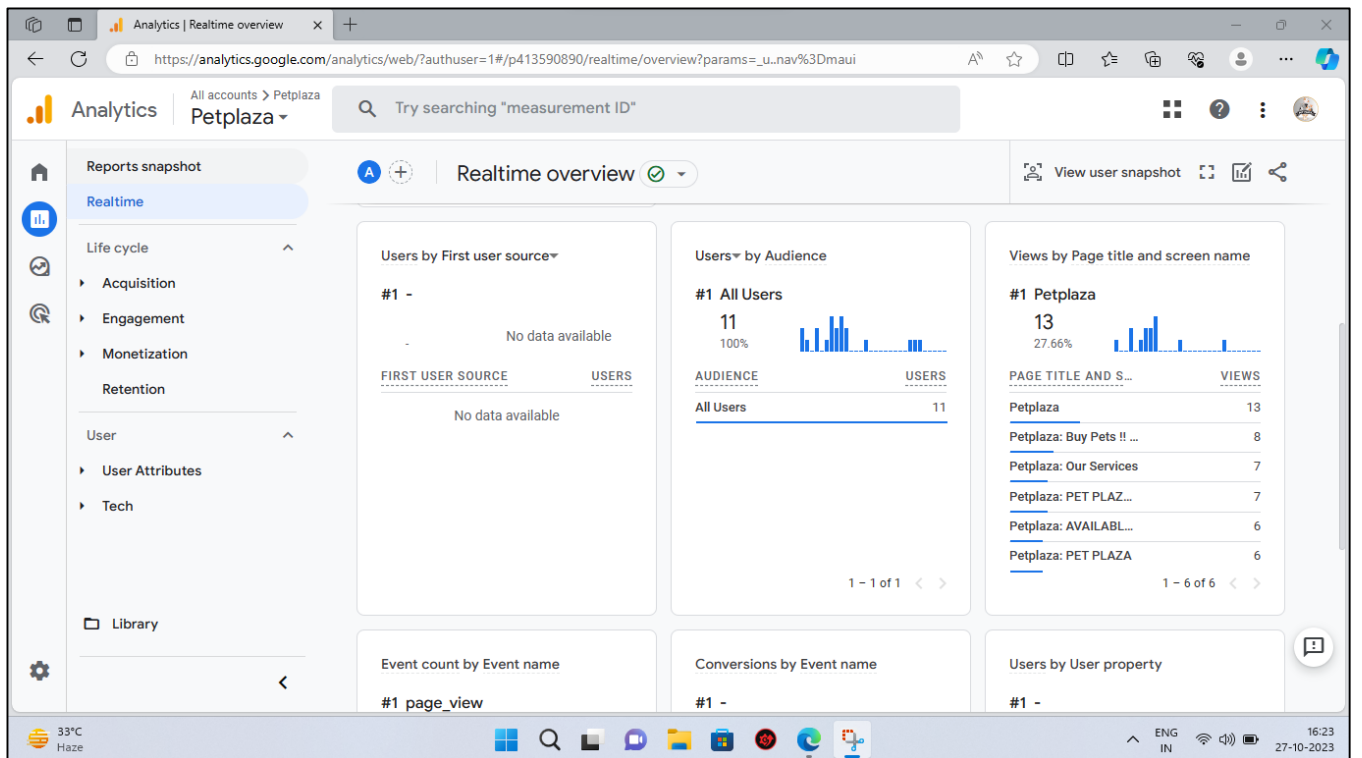 Analytics | Realtime overview
https://analytics.google.com/analytics/web/?authuser=1#/p413590890/realtime/overview?params=_u..nav%3Dmaui
Analytics
All accounts > Petplaza
Petplaza
Try searching "measurement ID"
Reports snapshot
Realtime
Life cycle
Acquisition
Engagement
Monetization
Retention
User
User Attributes
Tech
Library
A
Realtime overview
View user snapshot
Users by First user source
#1 -
-
No data available
FIRST USER SOURCE USERS
No data available
Users by Audience
#1 All Users
11
100%
AUDIENCE USERS
All Users 11
1 – 1 of 1
Views by Page title and screen name
#1 Petplaza
13
27.66%
PAGE TITLE AND S... VIEWS
Petplaza 13
Petplaza: Buy Pets !! ... 8
Petplaza: Our Services 7
Petplaza: PET PLAZ... 7
Petplaza: AVAILABL... 6
Petplaza: PET PLAZA 6
1 – 6 of 6
Event count by Event name
#1 page_view
Conversions by Event name
#1 -
Users by User property
#1 -
33°C
Haze
ENG
IN
16:23
27-10-2023